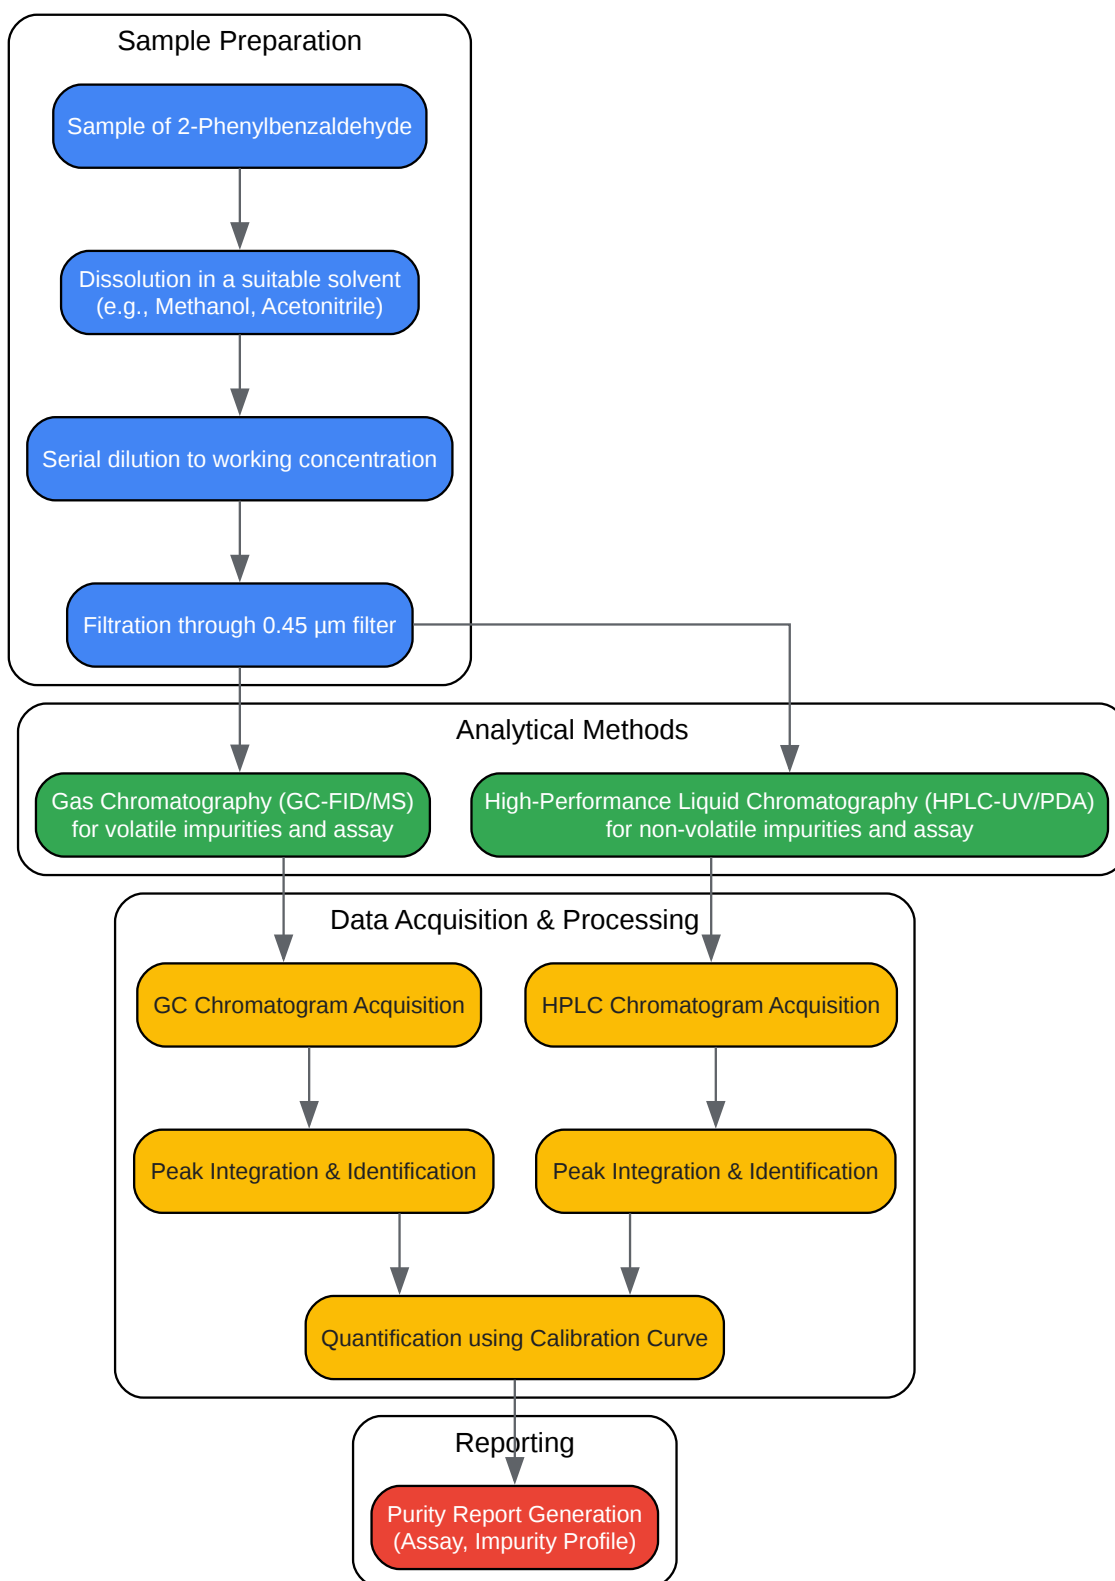 Sample Preparation
Sample of 2-Phenylbenzaldehyde
Dissolution in a suitable solvent
(e.g., Methanol, Acetonitrile)
Serial dilution to working concentration
Filtration through 0.45 µm filter
Analytical Methods
Gas Chromatography (GC-FID/MS)
for volatile impurities and assay
High-Performance Liquid Chromatography (HPLC-UV/PDA)
for non-volatile impurities and assay
Data Acquisition & Processing
GC Chromatogram Acquisition
HPLC Chromatogram Acquisition
Peak Integration & Identification
Peak Integration & Identification
Quantification using Calibration Curve
Reporting
Purity Report Generation
(Assay, Impurity Profile)